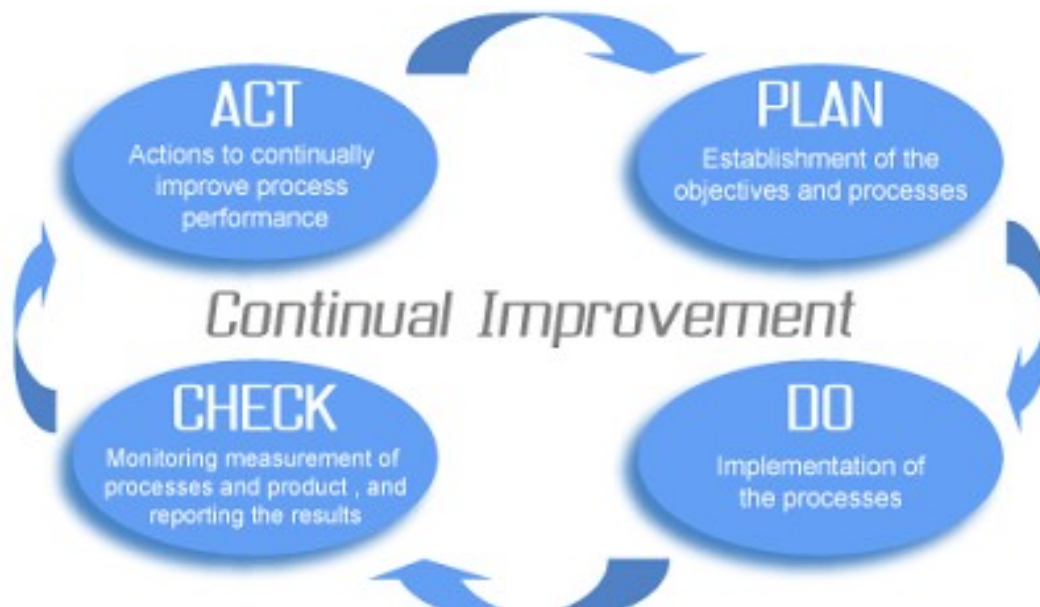 ACT
Actions to continually
improve process
performance
PLAN
Establishment of the
objectives and processes
Continual Improvement
CHECK
Monitoring measurement of
processes and product , and
reporting the results
DO
Implementation of
the processes